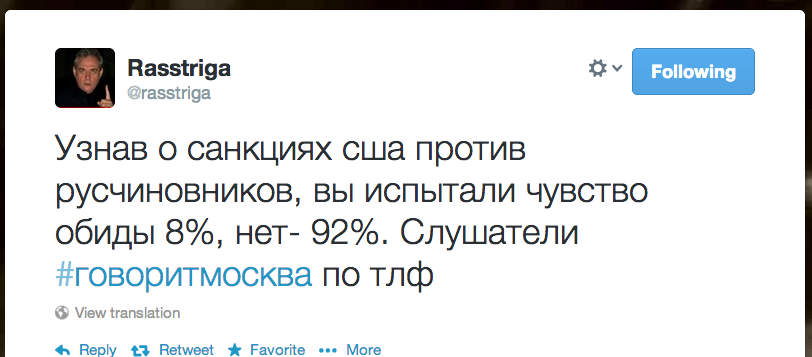 Rasstriga
@rasstriga
Following
Узнав о санкциях сша против
русчиновников, вы испытали чувство
обиды 8%, нет- 92%. Слушатели
#говоритмосква по тлф
View translation
Reply Retweet Favorite More